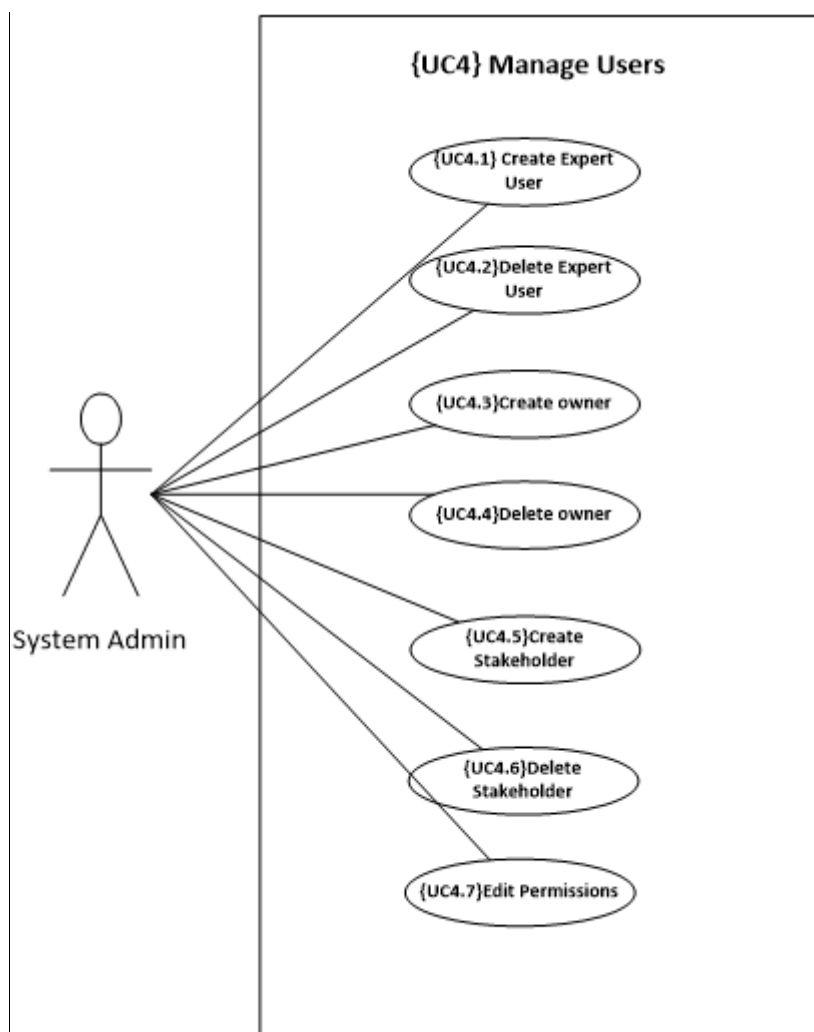 {UC4} Manage Users
{UC4.1} Create Expert
User
{UC4.2}Delete Expert
User
{UC4.3}Create owner
{UC4.4}Delete owner
System Admin
{UC4.5}Create
Stakeholder
{UC4.6}Delete
Stakeholder
{UC4.7}Edit Permissions